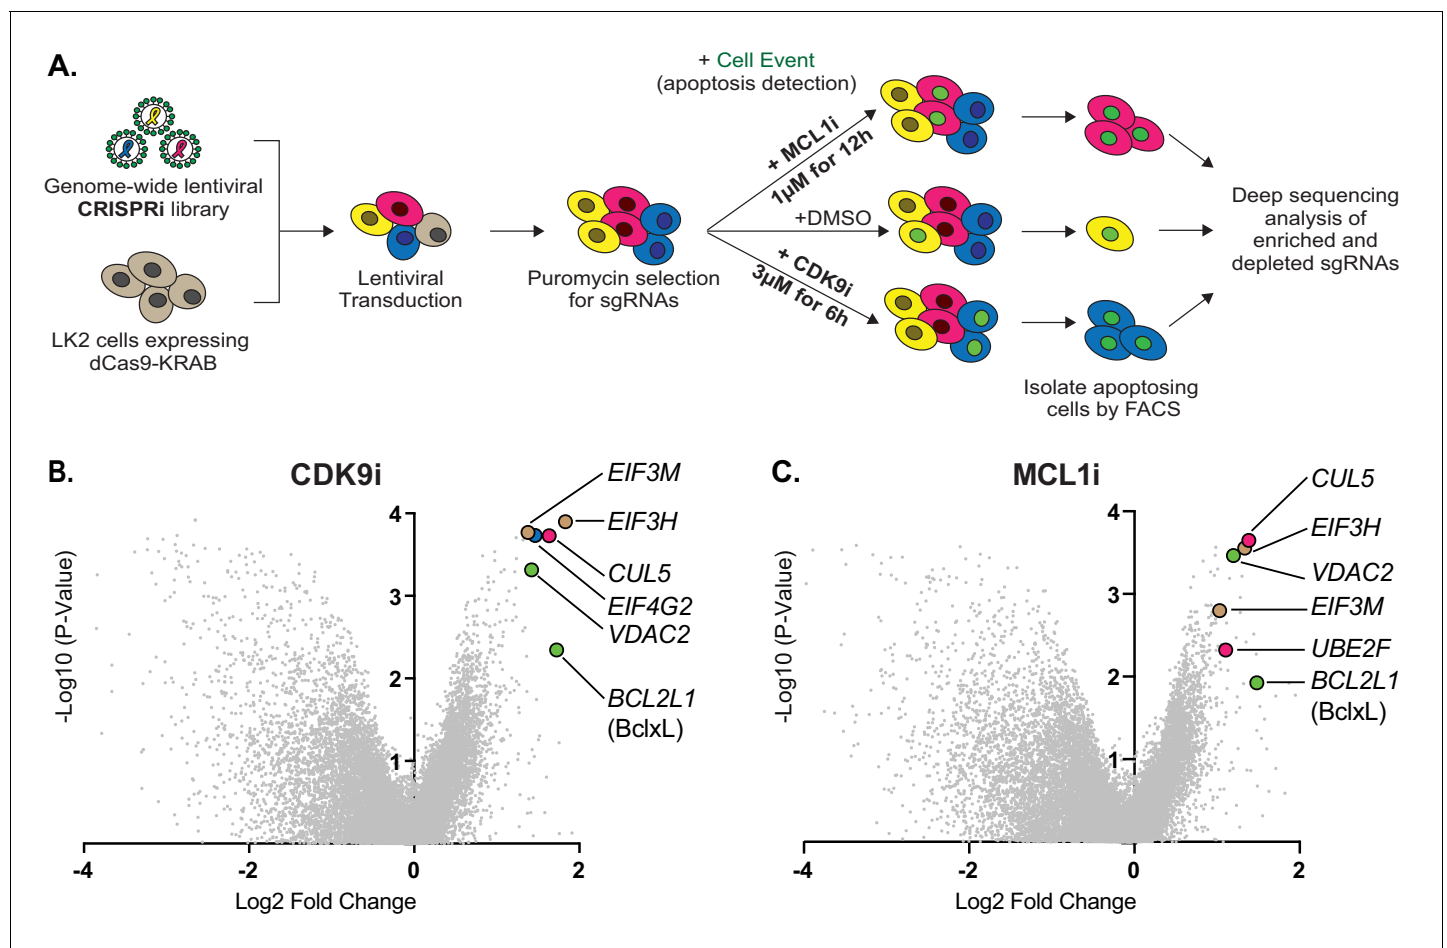 A.
Genome-wide lentiviral
CRISPRi library
LK2 cells expressing
dCas9-KRAB
Lentiviral
Transduction
Puromycin selection
for sgRNAs
+ Cell Event
(apoptosis detection)
+ MCL1i
1µM for 12h
+DMSO
+ CDK9i
3µM for 6h
Isolate apoptosing
cells by FACS
Deep sequencing
analysis of
enriched and
depleted sgRNAs
B.
CDK9i
EIF3M
EIF3H
CUL5
EIF4G2
VDAC2
BCL2L1
(BclxL)
-Log10 (P-Value)
4
3
2
1
-4
-2
0
2
Log2 Fold Change
C.
MCL1i
CUL5
EIF3H
VDAC2
EIF3M
UBE2F
BCL2L1
(BclxL)
-Log10 (P-Value)
4
3
2
1
-4
-2
0
2
Log2 Fold Change